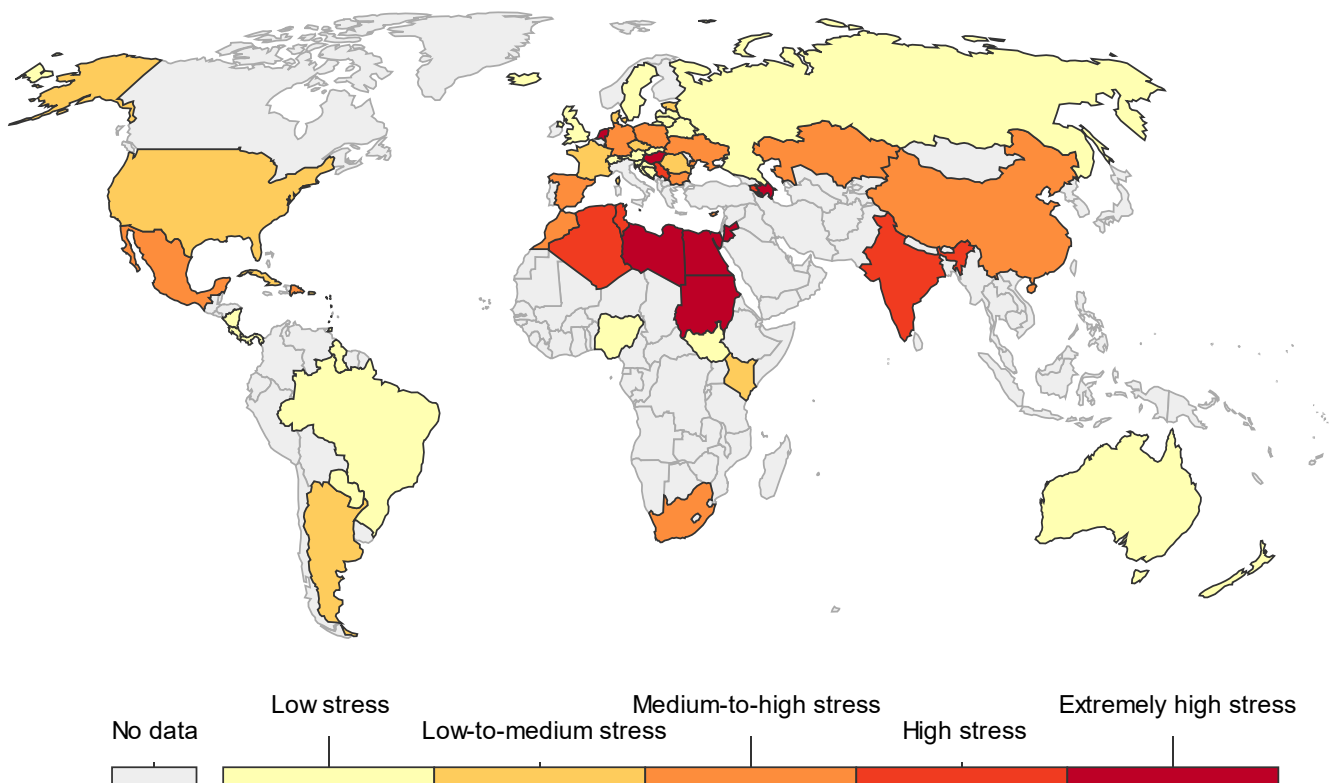 Low stress
Medium-to-high stress
Extremely high stress
No data
Low-to-medium stress
High stress